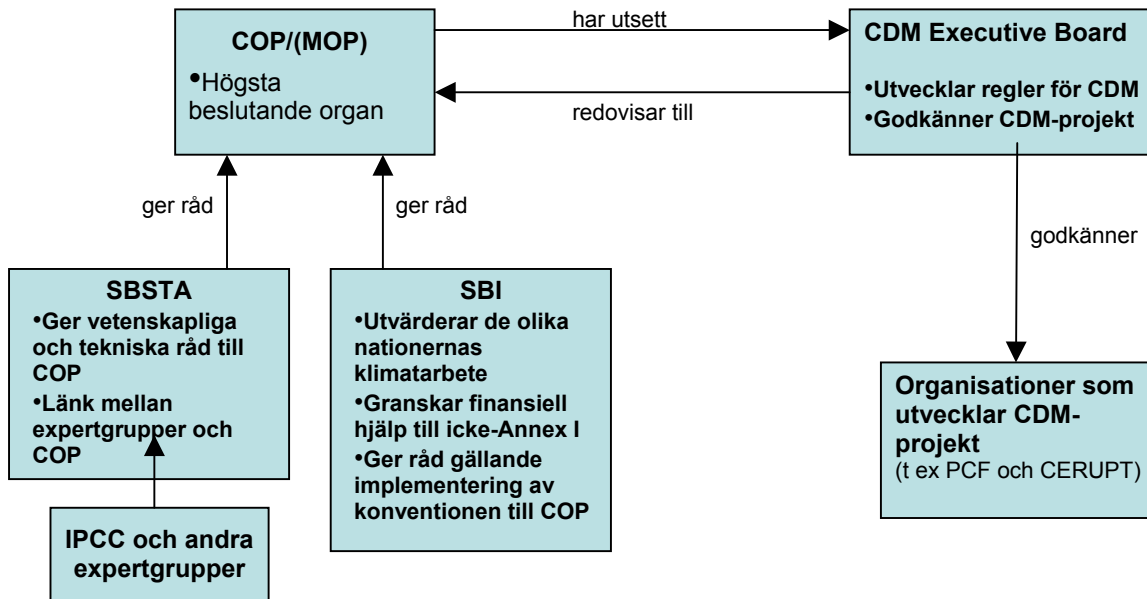 har utsett
COP/(MOP)
•Högsta
beslutande organ
CDM Executive Board
•Utvecklar regler för CDM
•Godkänner CDM-projekt
redovisar till
ger råd
ger råd
godkänner
SBSTA
•Ger vetenskapliga
och tekniska råd till
COP
•Länk mellan
expertgrupper och
COP
SBI
•Utvärderar de olika
nationernas
klimatarbete
•Granskar finansiell
hjälp till icke-Annex I
•Ger råd gällande
implementering av
konventionen till COP
Organisationer som
utvecklar CDM-
projekt
(t ex PCF och CERUPT)
IPCC och andra
expertgrupper